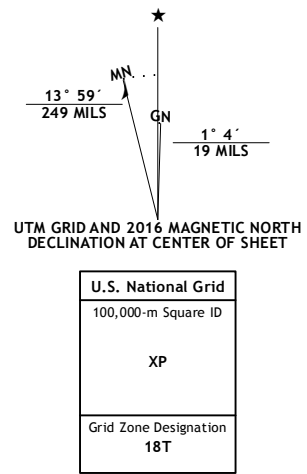 ★
MN
13° 59´
249 MILS
GN
1° 4´
19 MILS
UTM GRID AND 2016 MAGNETIC NORTH
DECLINATION AT CENTER OF SHEET
U.S. National Grid
100,000-m Square ID
XP
Grid Zone Designation
18T